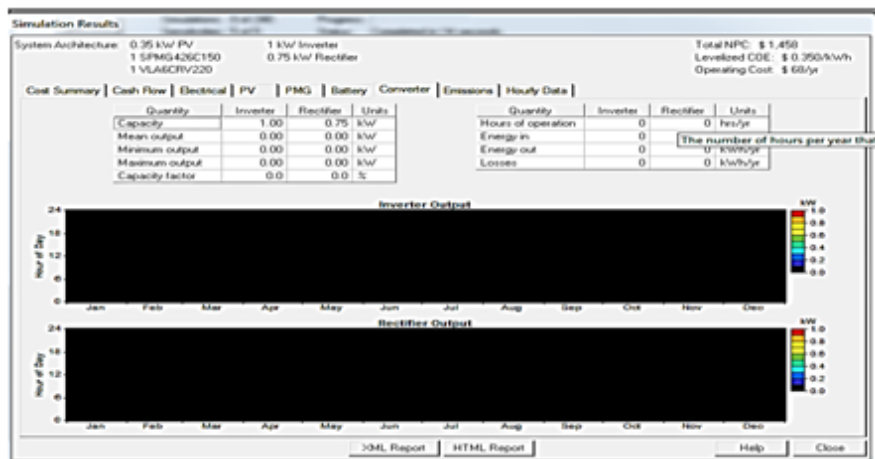 Simulation Results
System Architecture: 0.35 kW PV 1 kW Inverter Total NPC: $ 1,458
1 SPMG426C150 0.75 kW Rectifier Levelized COE: $ 0.350/kWh
1 VLA6CRV220 Operating Cost: $ 68/yr
Cost Summary Cash Flow Electrical PV PMG Battery Converter Emissions Hourly Data
Quantity Inverter Rectifier Units
Capacity 1.00 0.75 kW
Mean output 0.00 0.00 kW
Minimum output 0.00 0.00 kW
Maximum output 0.00 0.00 kW
Capacity factor 0.0 0.0 %
Quantity Inverter Rectifier Units
Hours of operation 0 0 hrs/yr
Energy in 0
The number of hours per year that
Energy out 0 0 kWh/yr
Losses 0 0 kWh/yr
Inverter Output
kW
Hour of Day
24
18
12
6
0
Jan Feb Mar Apr May Jun Jul Aug Sep Oct Nov Dec
1.0
0.8
0.6
0.4
0.2
0.0
Rectifier Output
kW
Hour of Day
24
18
12
6
0
Jan Feb Mar Apr May Jun Jul Aug Sep Oct Nov Dec
1.0
0.8
0.6
0.4
0.2
0.0
XML Report HTML Report Help Close